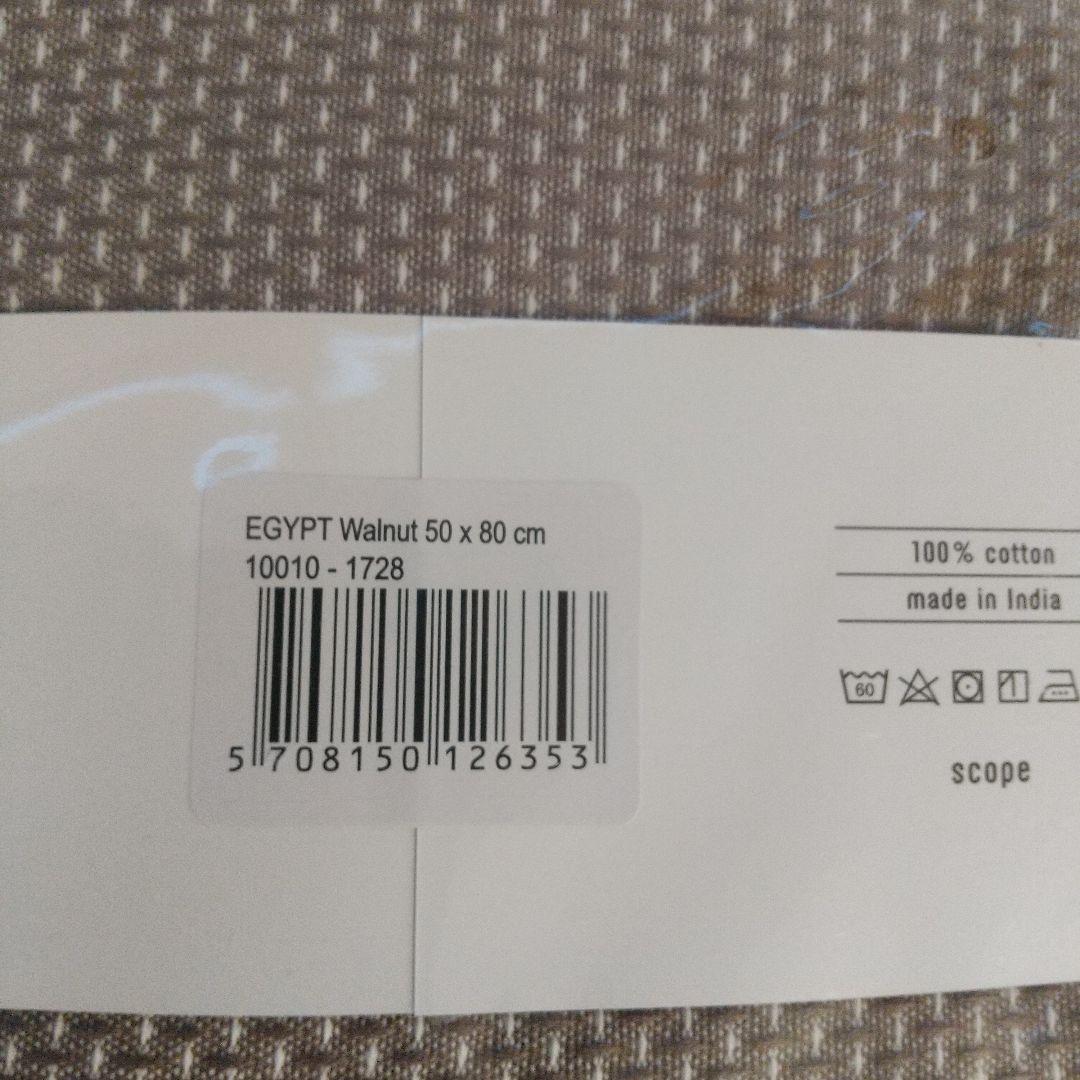 EGYPT Walnut 50 x 80 cm
10010 - 1728
5 708150 126353
100% cotton
made in India
60
scope